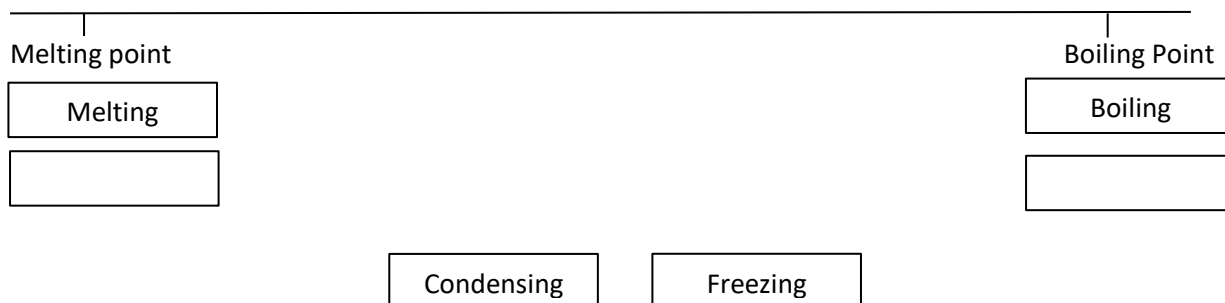 Melting point
Boiling Point
Melting
Boiling
Condensing
Freezing